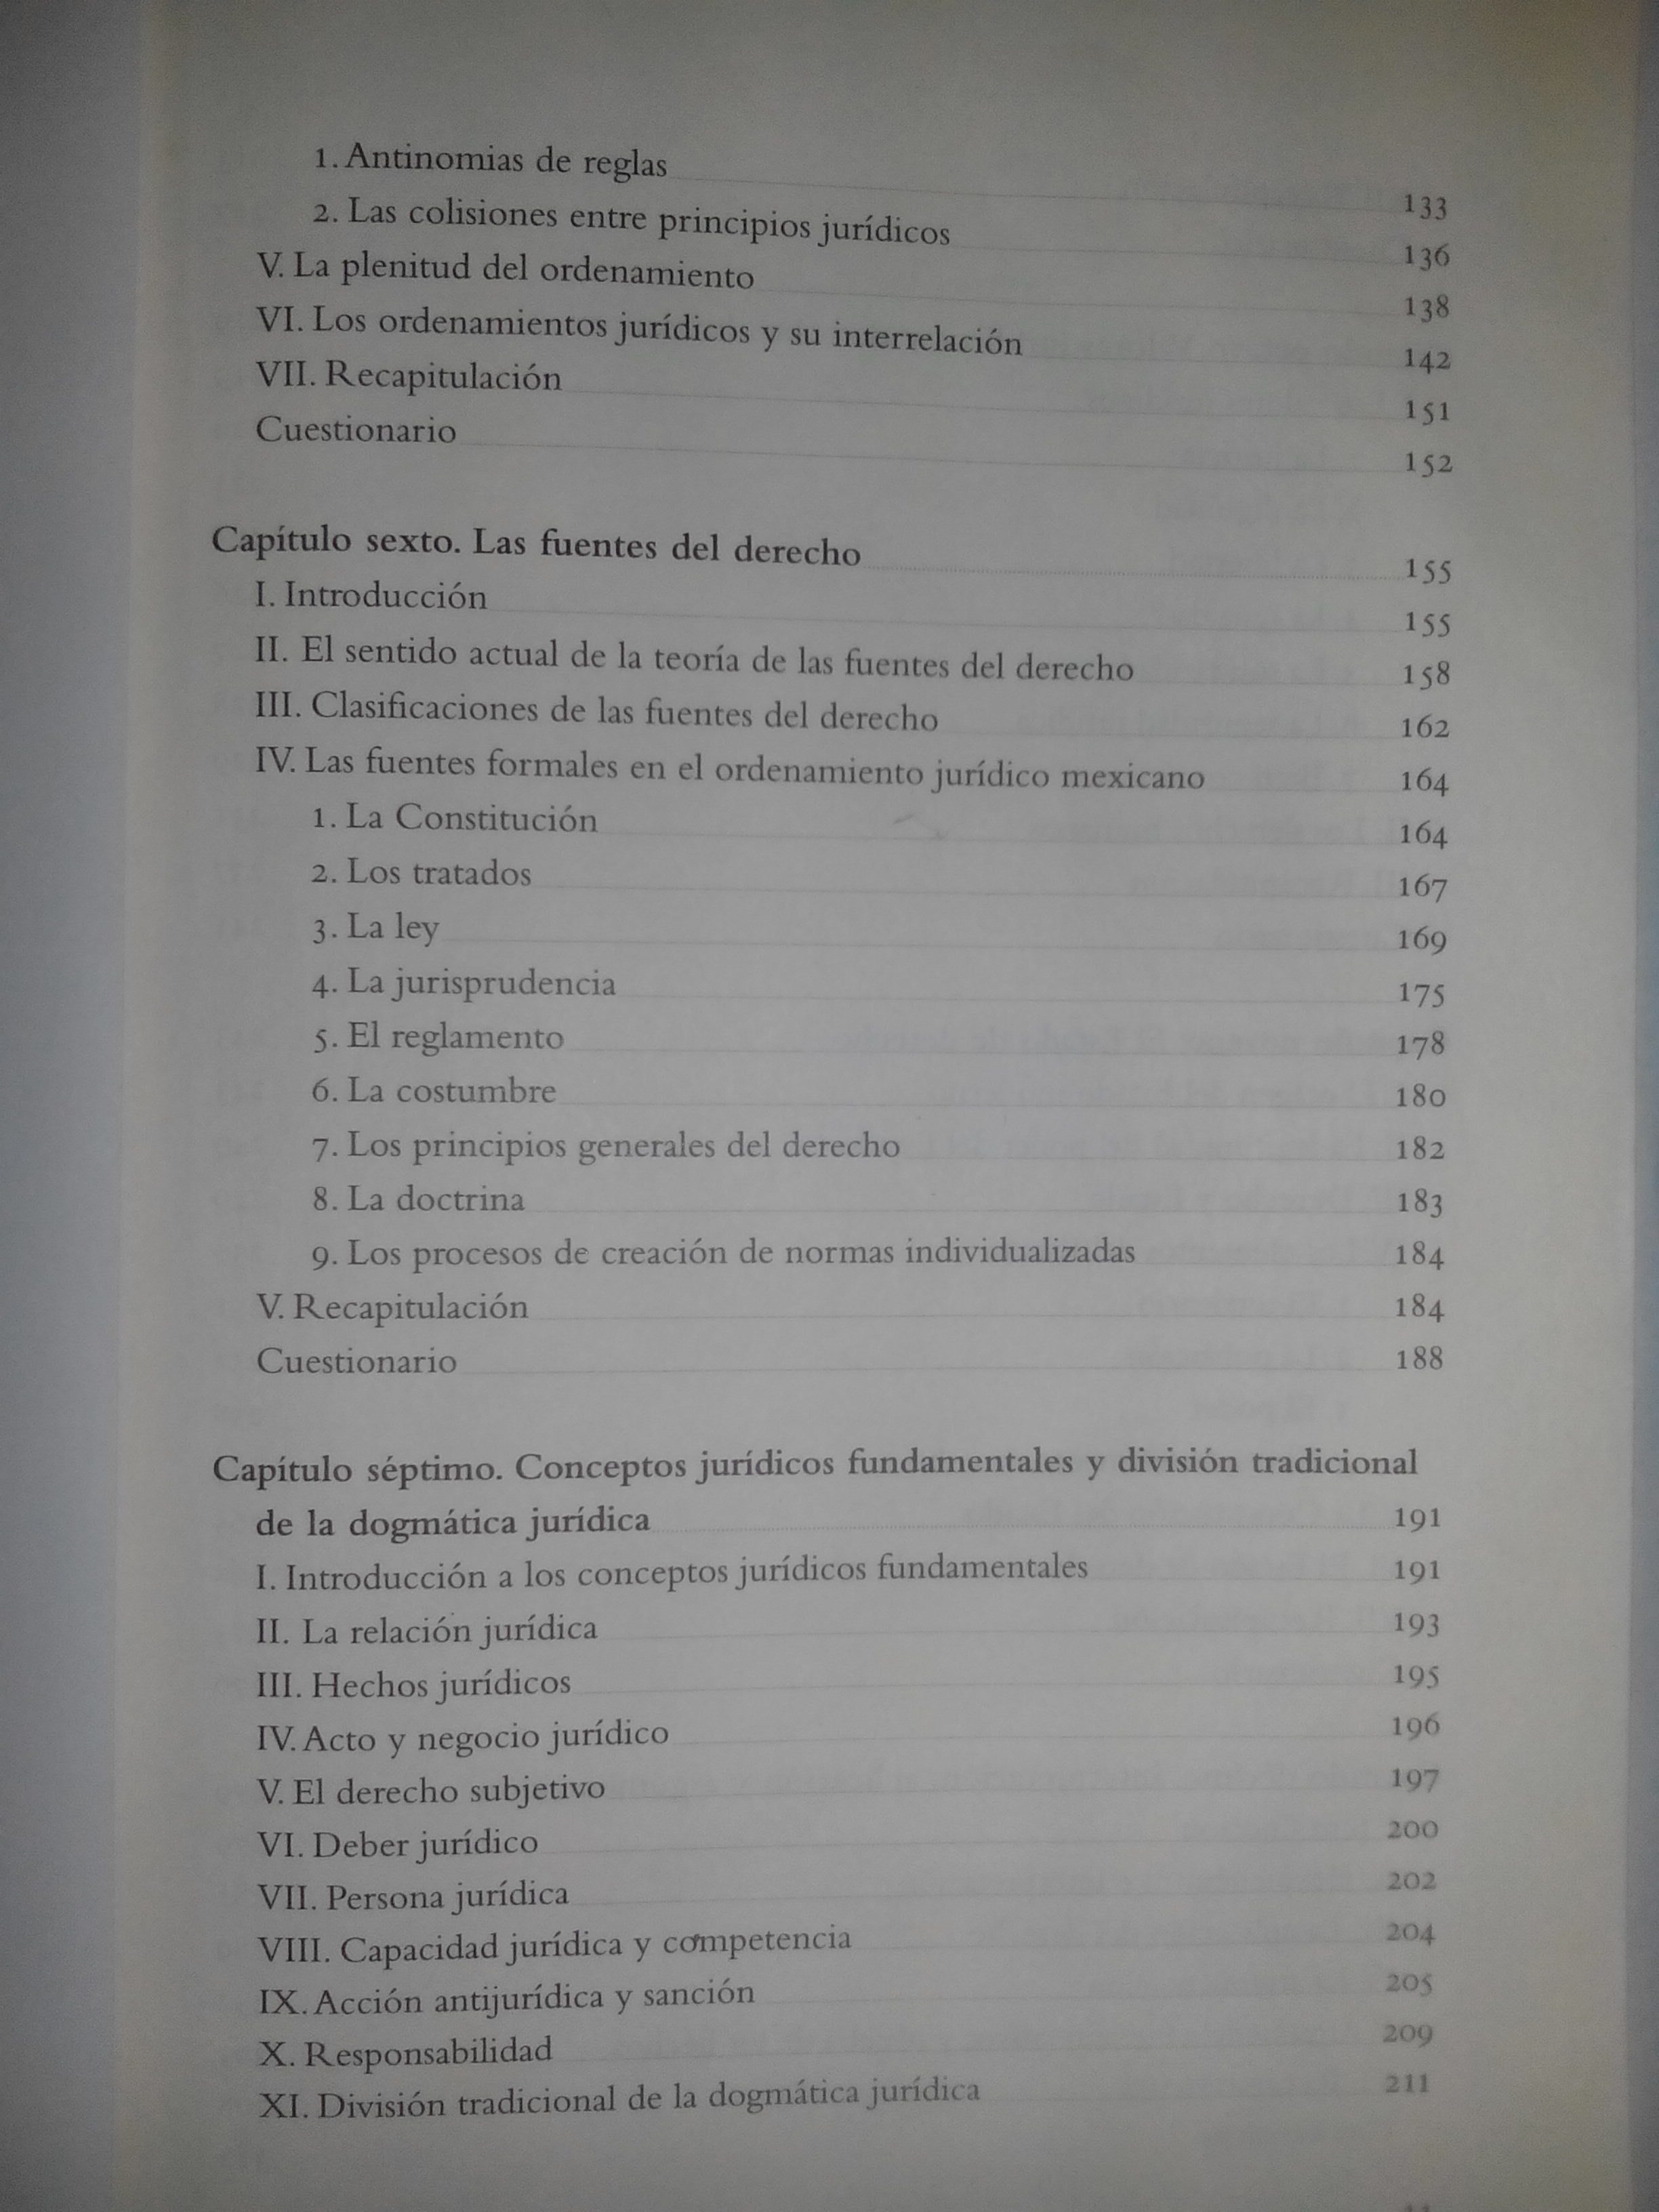 1. Antinomias de reglas 133
2. Las colisiones entre principios jurídicos 136
V. La plenitud del ordenamiento 138
VI. Los ordenamientos jurídicos y su interrelación 142
VII. Recapitulación 151
Cuestionario 152
Capítulo sexto. Las fuentes del derecho 155
I. Introducción 155
II. El sentido actual de la teoría de las fuentes del derecho 158
III. Clasificaciones de las fuentes del derecho 162
IV. Las fuentes formales en el ordenamiento jurídico mexicano 164
1. La Constitución 164
2. Los tratados 167
3. La ley 169
4. La jurisprudencia 175
5. El reglamento 178
6. La costumbre 180
7. Los principios generales del derecho 182
8. La doctrina 183
9. Los procesos de creación de normas individualizadas 184
V. Recapitulación 184
Cuestionario 188
Capítulo séptimo. Conceptos jurídicos fundamentales y división tradicional
de la dogmática jurídica 191
I. Introducción a los conceptos jurídicos fundamentales 191
II. La relación jurídica 193
III. Hechos jurídicos 195
IV. Acto y negocio jurídico 196
V. El derecho subjetivo 197
VI. Deber jurídico 200
VII. Persona jurídica 202
VIII. Capacidad jurídica y competencia 204
IX. Acción antijurídica y sanción 205
X. Responsabilidad 209
XI. División tradicional de la dogmática jurídica 211